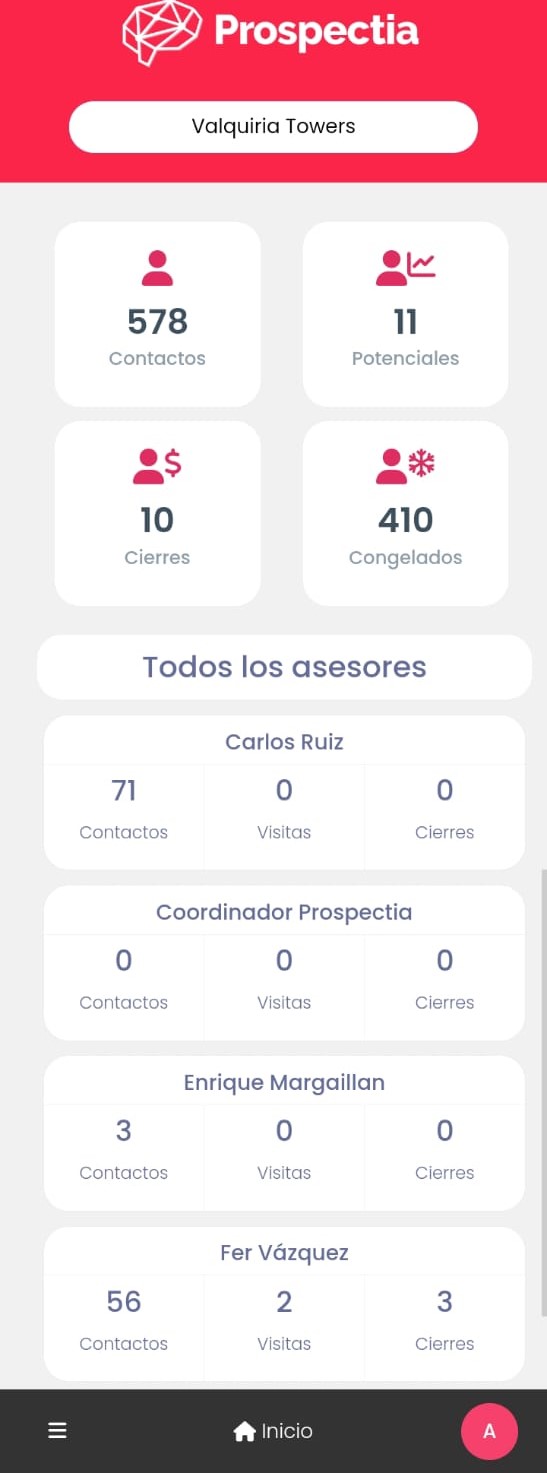 Prospectia
Valquiria Towers
578
Contactos
11
Potenciales
10
Cierres
410
Congelados
Todos los asesores
Carlos Ruiz
71 0 0
Contactos Visitas Cierres
Coordinador Prospectia
0 0 0
Contactos Visitas Cierres
Enrique Margaillan
3 0 0
Contactos Visitas Cierres
Fer Vázquez
56 2 3
Contactos Visitas Cierres
Inicio A